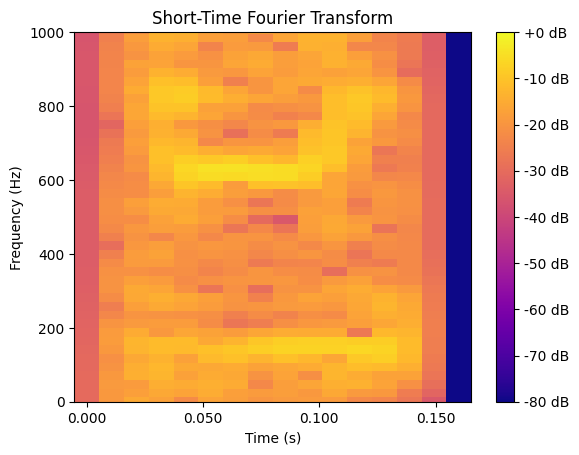 Short-Time Fourier Transform
1000
800
600
400
200
0
Frequency (Hz)
0.000
0.050
0.100
0.150
Time (s)
+0 dB
-10 dB
-20 dB
-30 dB
-40 dB
-50 dB
-60 dB
-70 dB
-80 dB